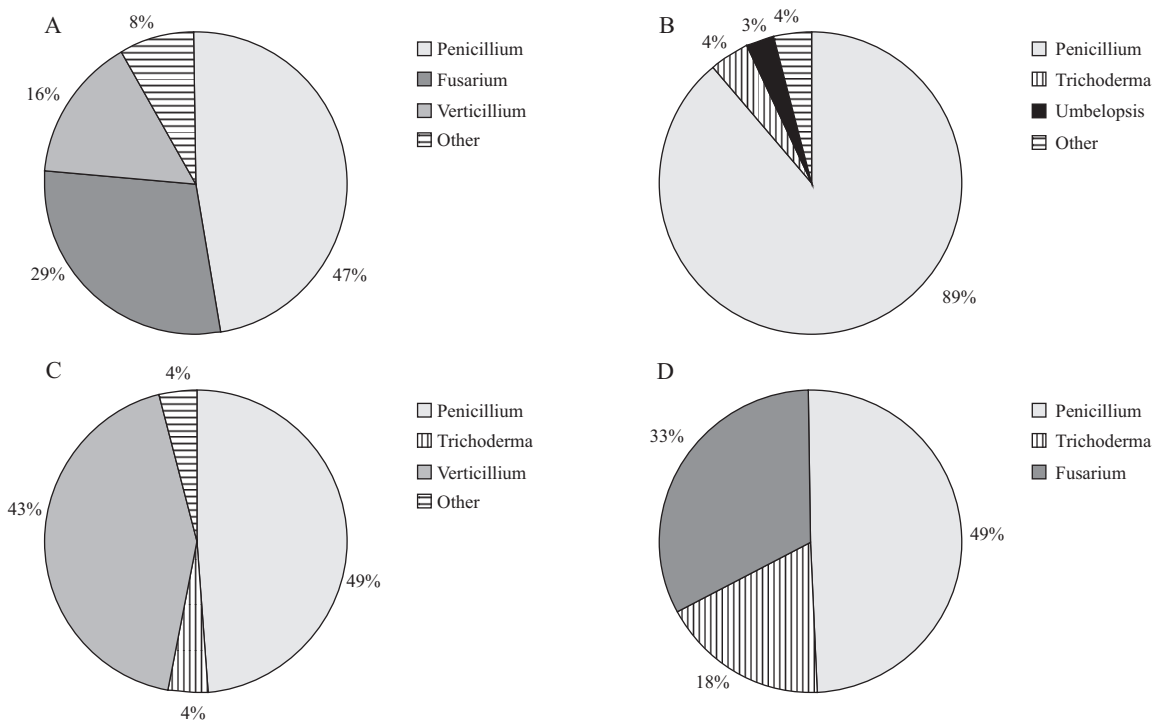 A
8%
16%
29%
47%
Penicillium
Fusarium
Verticillium
Other
B
4%
3%
4%
89%
Penicillium
Trichoderma
Umbelopsis
Other
C
4%
43%
49%
4%
Penicillium
Trichoderma
Verticillium
Other
D
33%
49%
18%
Penicillium
Trichoderma
Fusarium